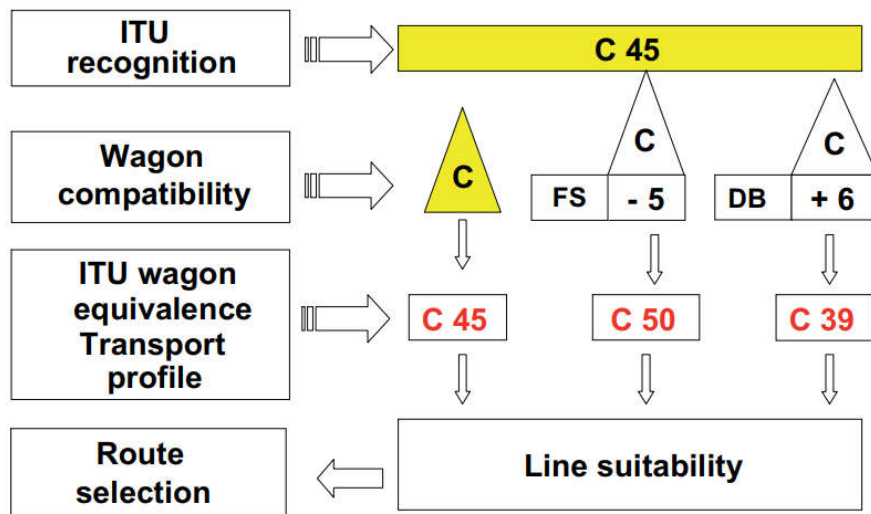 ITU
recognition
C 45
Wagon
compatibility
C
C
FS
- 5
C
DB
+ 6
ITU wagon
equivalence
Transport
profile
C 45
C 50
C 39
Route
selection
Line suitability